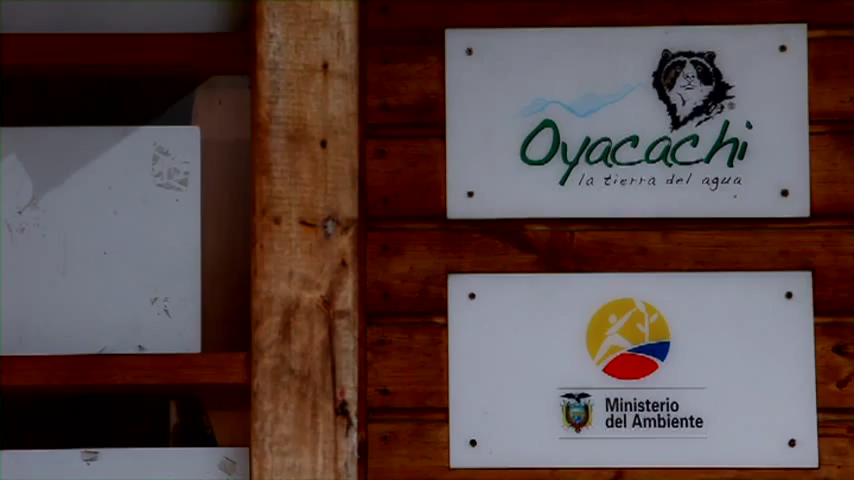 Oyacachi
la tierra del agua
Ministerio
del Ambiente